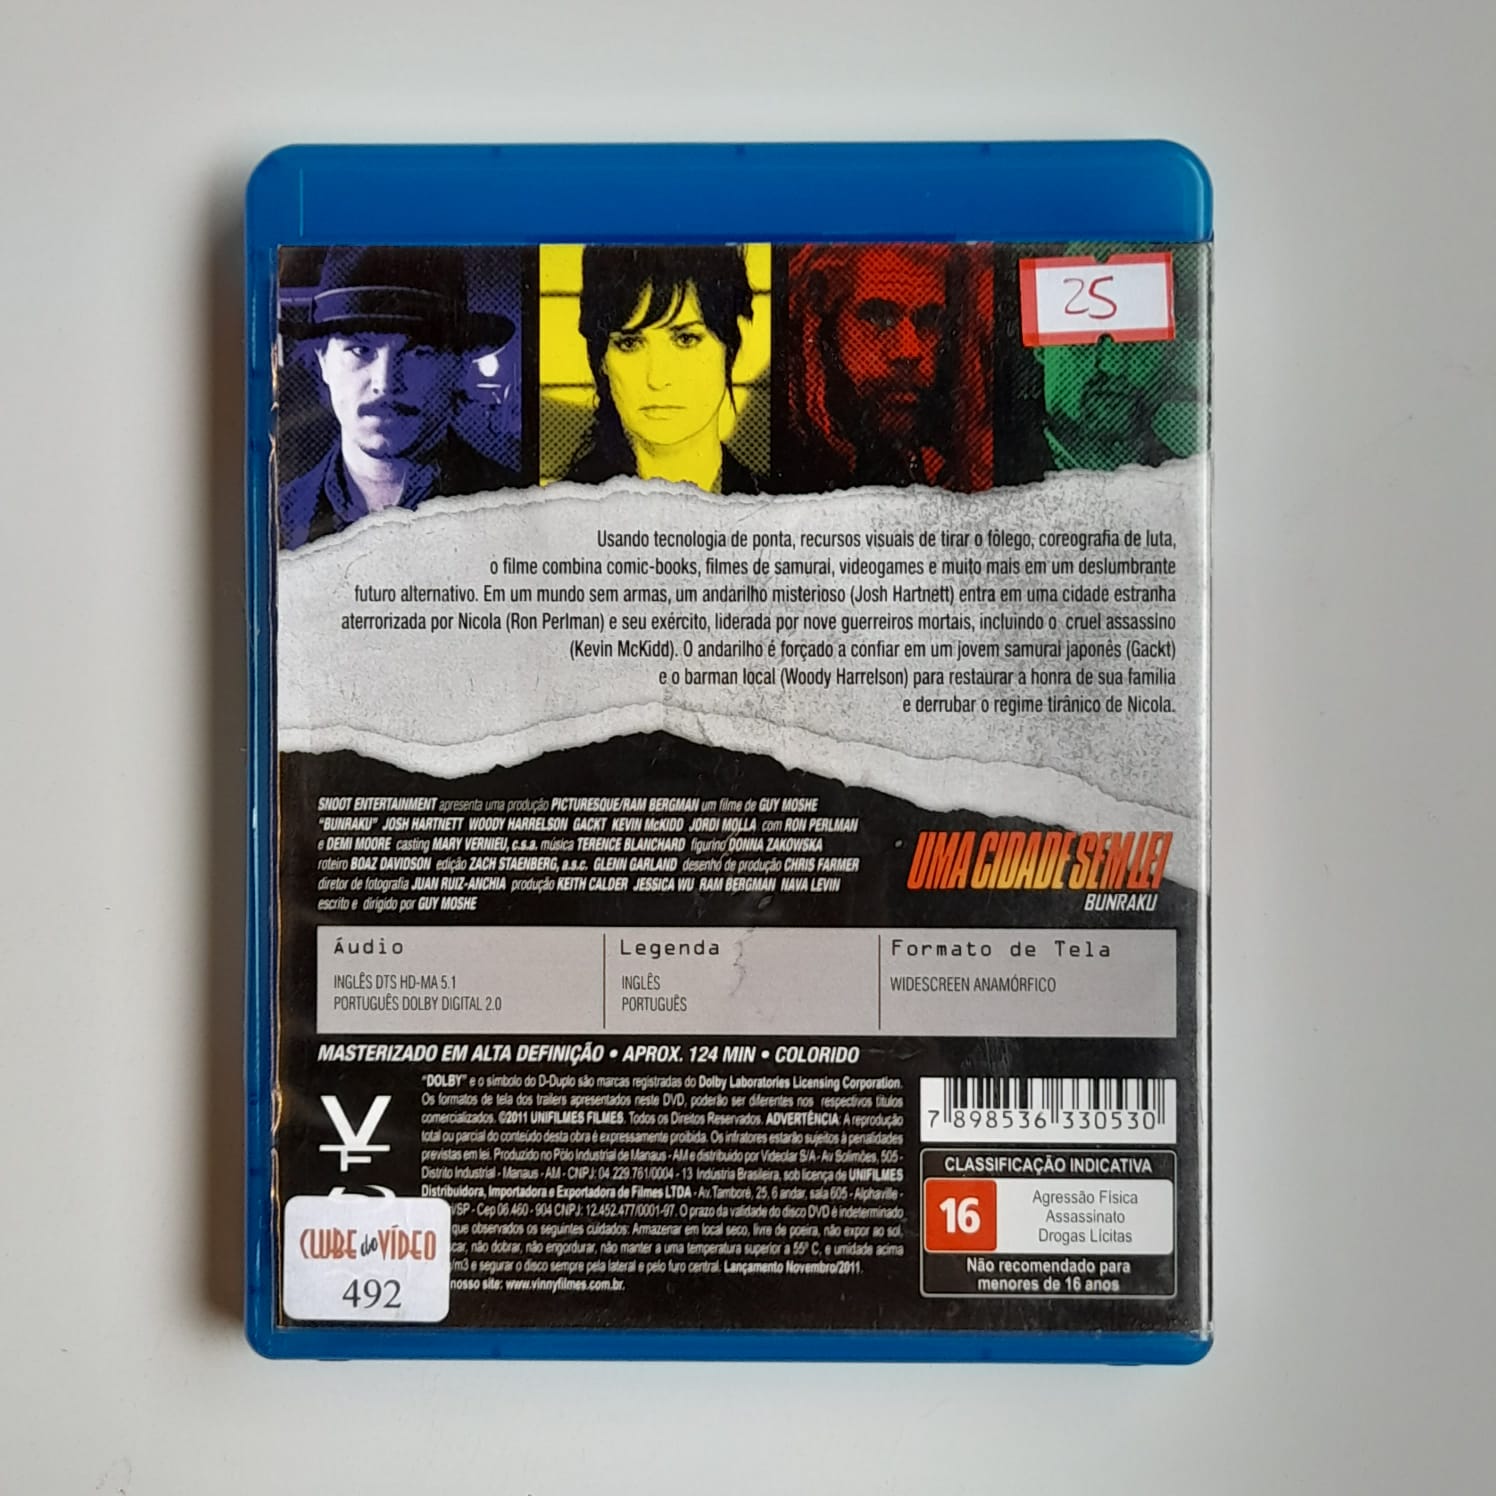 25
Usando tecnologia de ponta, recursos visuais de tirar o fôlego, coreografia de luta,
o filme combina comic-books, filmes de samurai, videogames e muito mais em um deslumbrante
futuro alternativo. Em um mundo sem armas, um andarilho misterioso (Josh Hartnett) entra em uma cidade estranha
aterrorizada por Nicola (Ron Perlman) e seu exército, liderada por nove guerreiros mortais, incluindo o cruel assassino
(Kevin McKidd). O andarilho é forçado a confiar em um jovem samurai japonês (Gackt)
e o barman local (Woody Harrelson) para restaurar a honra de sua família
e derrubar o regime tirânico de Nicola.
SNOOT ENTERTAINMENT apresenta uma produção PICTURESQUE/RAM BERGMAN um filme de GUY MOSHE
"BUNRAKU" JOSH HARTNETT WOODY HARRELSON GACKT KEVIN McKIDD JORDI MOLLA com RON PERLMAN
e DEMI MOORE casting MARY VERNIEU, c.s.a. música TERENCE BLANCHARD figurino DONNA ZAKOWSKA
roteiro BOAZ DAVIDSON edição ZACH STAENBERG, a.s.c. GLENN GARLAND desenho de produção CHRIS FARMER
diretor de fotografia JUAN RUIZ-ANCHIA produção KEITH CALDER JESSICA WU RAM BERGMAN NAVA LEVIN
escrito e dirigido por GUY MOSHE
UMA CIDADE SEM LEI
BUNRAKU
Áudio
INGLÊS DTS HD-MA 5.1
PORTUGUÊS DOLBY DIGITAL 2.0
Legenda
INGLÊS
PORTUGUÊS
Formato de Tela
WIDESCREEN ANAMÓRFICO
MASTERIZADO EM ALTA DEFINIÇÃO • APROX. 124 MIN • COLORIDO
"DOLBY" e o símbolo do D-Duplo são marcas registradas do Dolby Laboratories Licensing Corporation.
Os formatos de tela dos trailers apresentados neste DVD, poderão ser diferentes nos respectivos títulos
comercializados. ©2011 UNIFILMES FILMES. Todos os Direitos Reservados. ADVERTÊNCIA: A reprodução
total ou parcial do conteúdo desta obra é expressamente proibida. Os infratores estarão sujeitos à penalidades
previstas em lei. Produzido no Pólo Industrial de Manaus - AM e distribuido por Videolar S/A - Av Solimões, 505 -
Distrito Industrial - Manaus - AM - CNPJ: 04.229.761/0004 - 13 Indústria Brasileira, sob licença de UNIFILMES
Distribuidora, Importadora e Exportadora de Filmes LTDA - Av. Tamboré, 25, 6 andar, sala 605 - Alphaville -
/SP - Cep 06.460 - 904 CNPJ: 12.452.477/0001-97. O prazo da validade do disco DVD é indeterminado
que observados os seguintes cuidados: Armazenar em local seco, livre de poeira, não expor ao sol,
não dobrar, não engordurar, não manter a uma temperatura superior a 55º C, e umidade acima
/m3 e segurar o disco sempre pela lateral e pelo furo central. Lançamento Novembro/2011.
nosso site: www.vinnyfilmes.com.br.
CLUBE do VÍDEO
492
7 898536 330530
CLASSIFICAÇÃO INDICATIVA
16
Agressão Física
Assassinato
Drogas Lícitas
Não recomendado para
menores de 16 anos